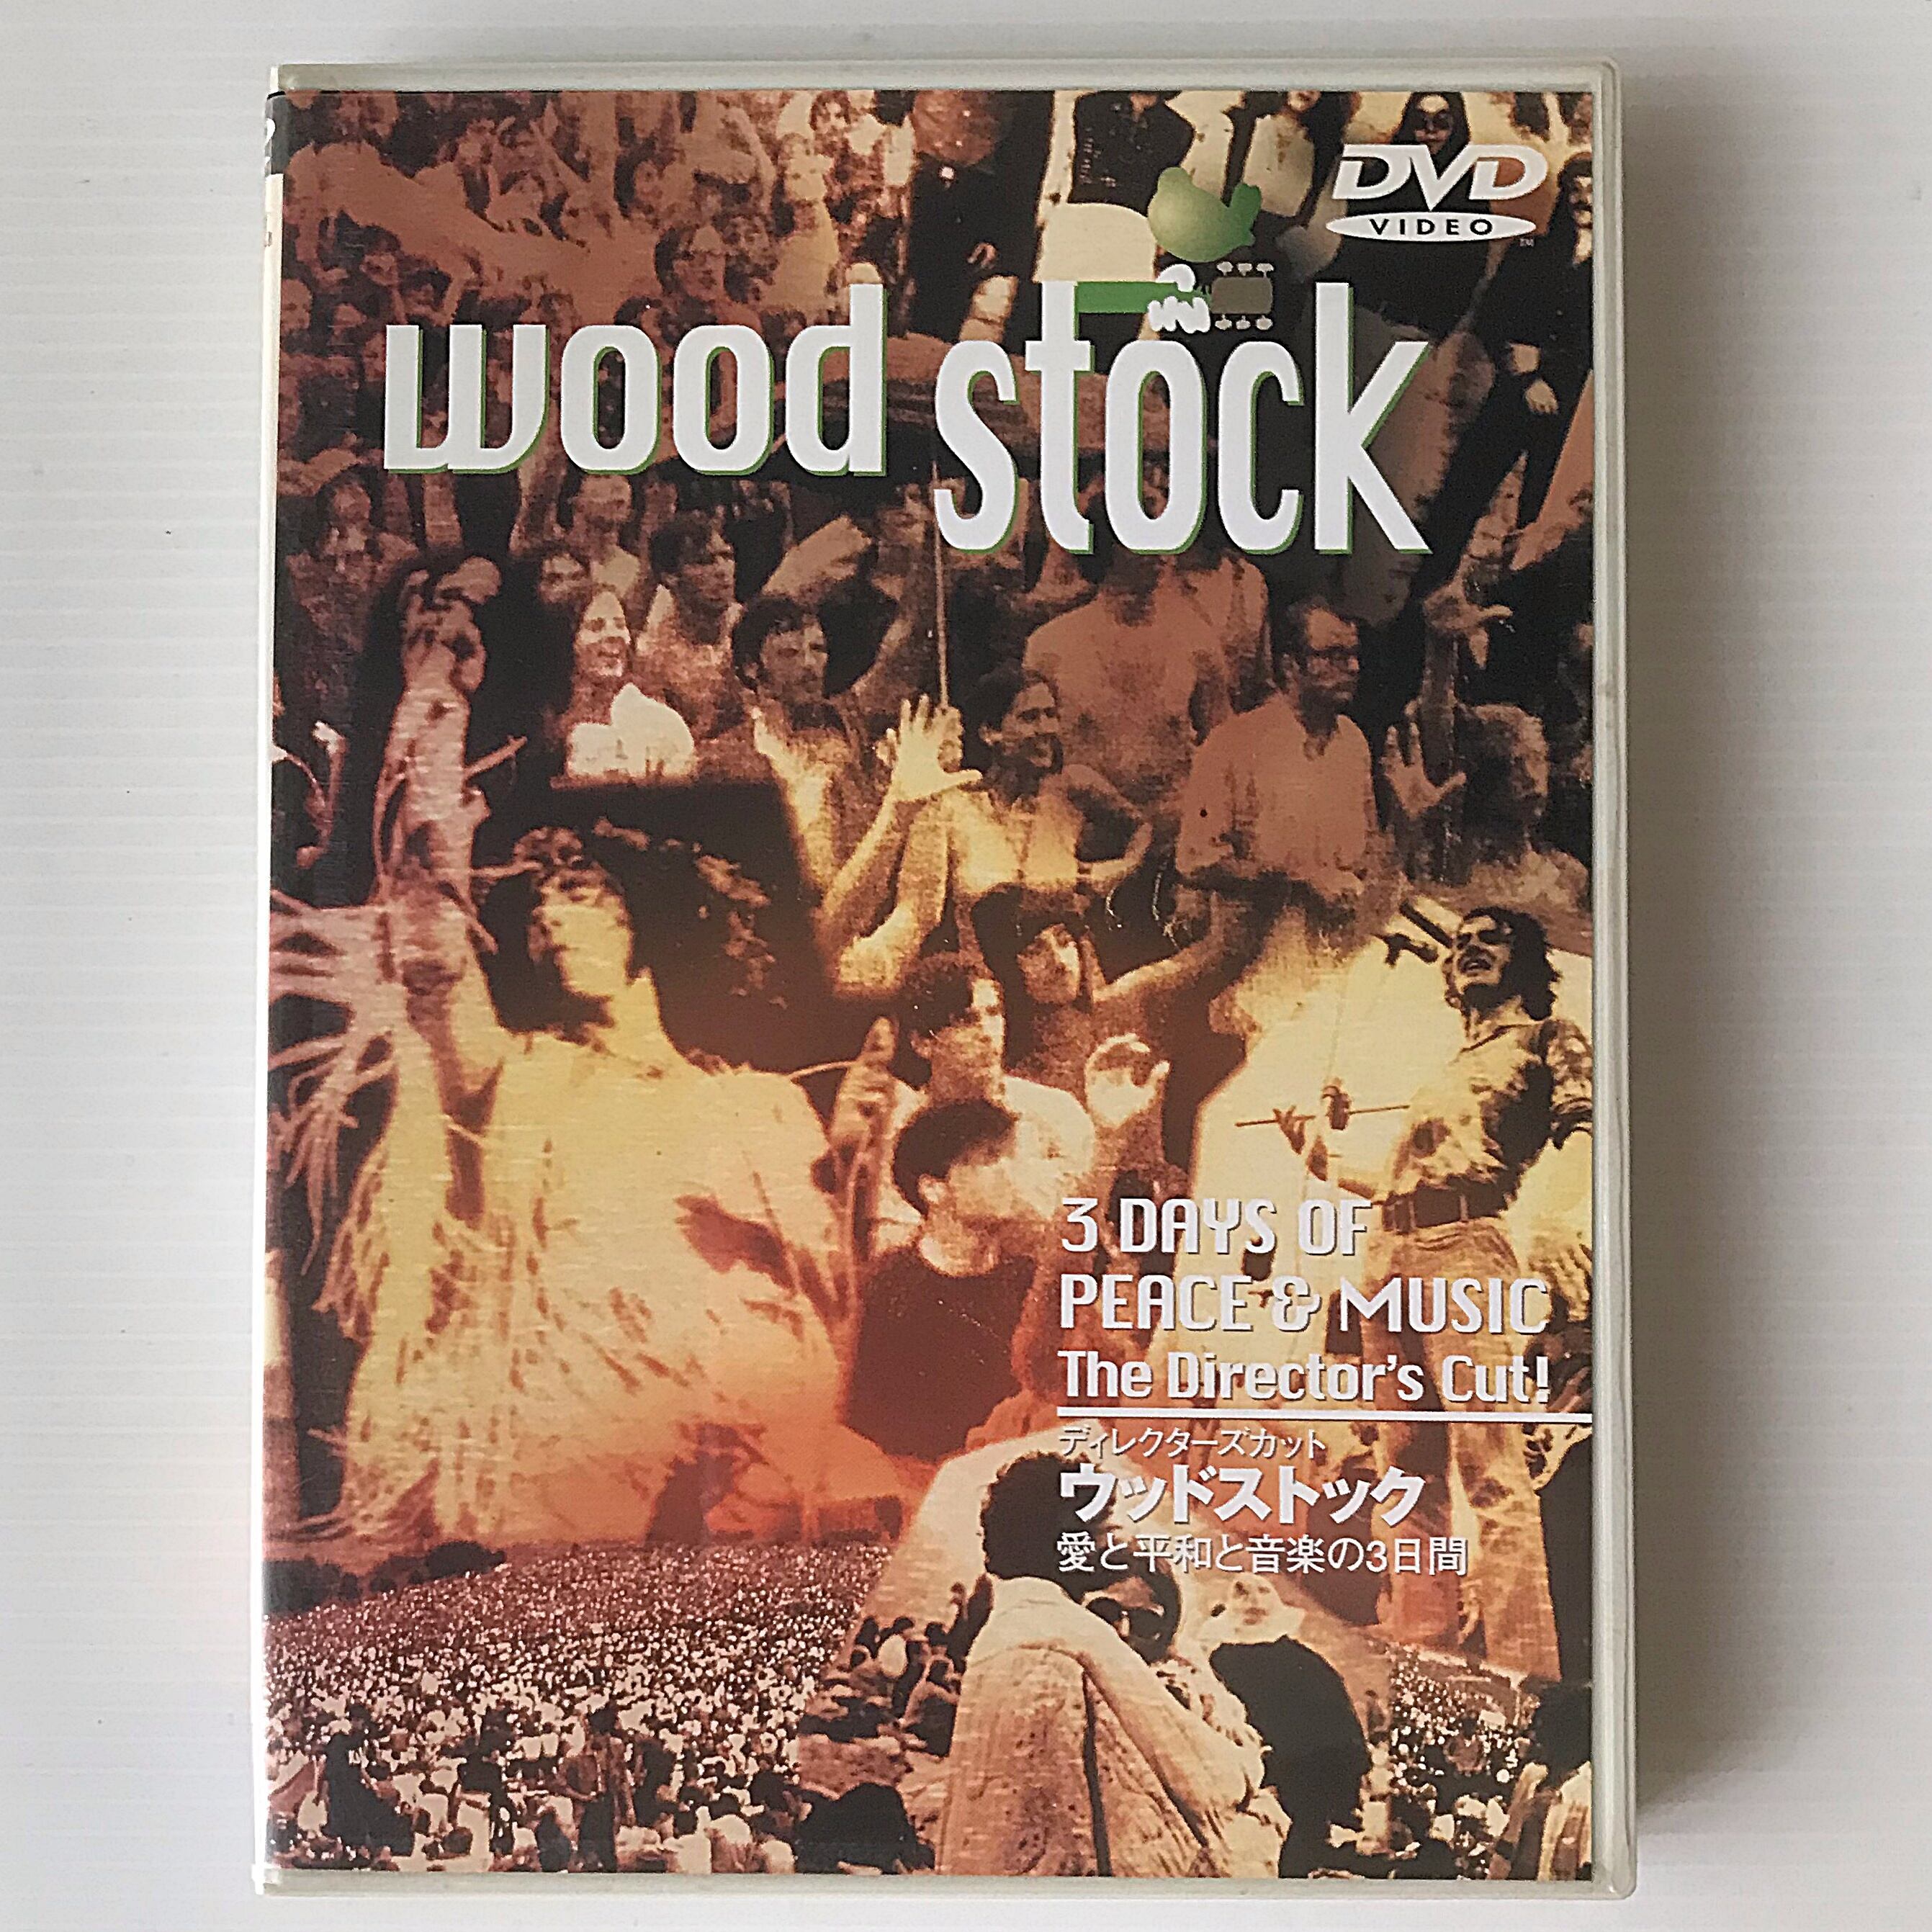 DVD
VIDEO
TM
wood stock
3 DAYS OF
PEACE & MUSIC
The Director's Cut!
ディレクターズカット
ウッドストック
愛と平和と音楽の3日間